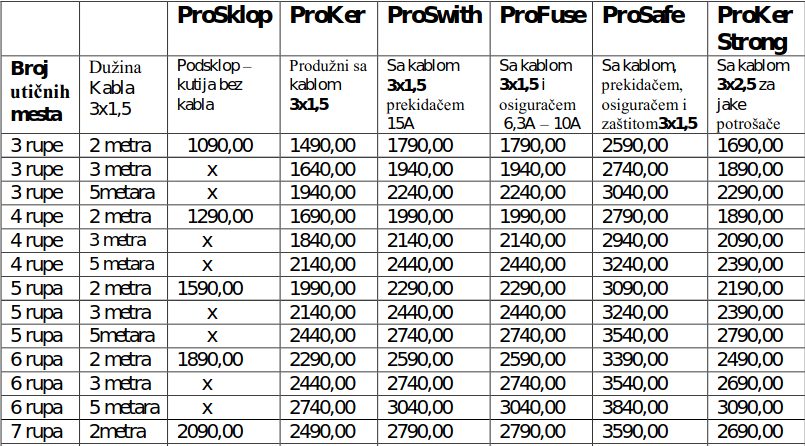 ProSklop ProKer ProSwith ProFuse ProSafe ProKer Strong
Broj utičnih mesta Dužina Kabla 3x1,5 Podsklop – kutija bez kabla Produžni sa kablom 3x1,5 Sa kablom 3x1,5 prekidačem 15A Sa kablom 3x1,5 i osiguračem 6,3A – 10A Sa kablom, prekidačem, osiguračem i zaštitom3x1,5 Sa kablom 3x2,5 za jake potrošače
3 rupe 2 metra 1090,00 1490,00 1790,00 1790,00 2590,00 1690,00
3 rupe 3 metra x 1640,00 1940,00 1940,00 2740,00 1890,00
3 rupe 5metara x 1940,00 2240,00 2240,00 3040,00 2290,00
4 rupe 2 metra 1290,00 1690,00 1990,00 1990,00 2790,00 1890,00
4 rupe 3 metra x 1840,00 2140,00 2140,00 2940,00 2090,00
4 rupe 5 metara x 2140,00 2440,00 2440,00 3240,00 2390,00
5 rupa 2 metra 1590,00 1990,00 2290,00 2290,00 3090,00 2190,00
5 rupa 3 metra x 2140,00 2440,00 2440,00 3240,00 2390,00
5 rupa 5metara x 2440,00 2740,00 2740,00 3540,00 2790,00
6 rupa 2 metra 1890,00 2290,00 2590,00 2590,00 3390,00 2490,00
6 rupa 3 metra x 2440,00 2740,00 2740,00 3540,00 2690,00
6 rupa 5 metara x 2740,00 3040,00 3040,00 3840,00 3090,00
7 rupa 2metra 2090,00 2490,00 2790,00 2790,00 3590,00 2690,00